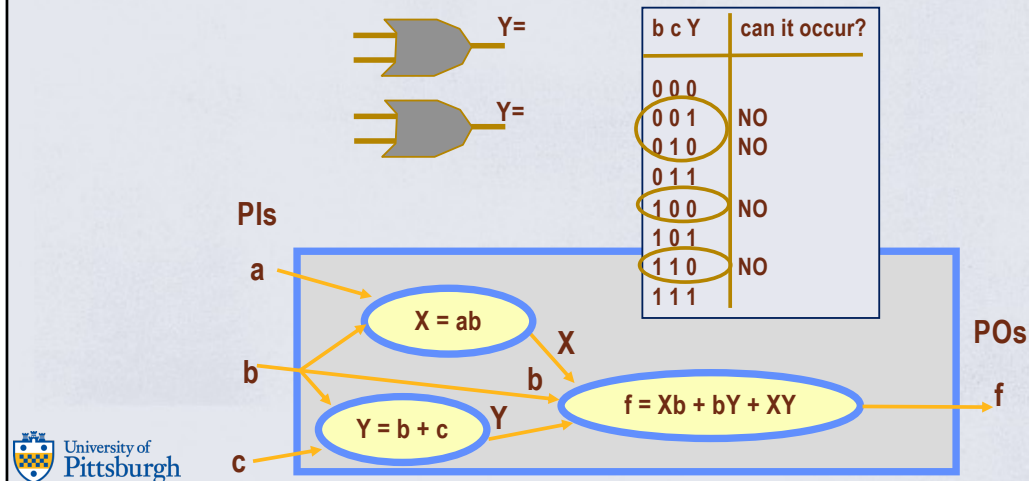 Y=
Y=
b c Y can it occur?
0 0 0
0 0 1 NO
0 1 0 NO
0 1 1
1 0 0 NO
1 0 1
1 1 0 NO
1 1 1
PIs
a
X = ab
X
POs
b
b
f = Xb + bY + XY
f
Y = b + c
Y
c
University of
Pittsburgh